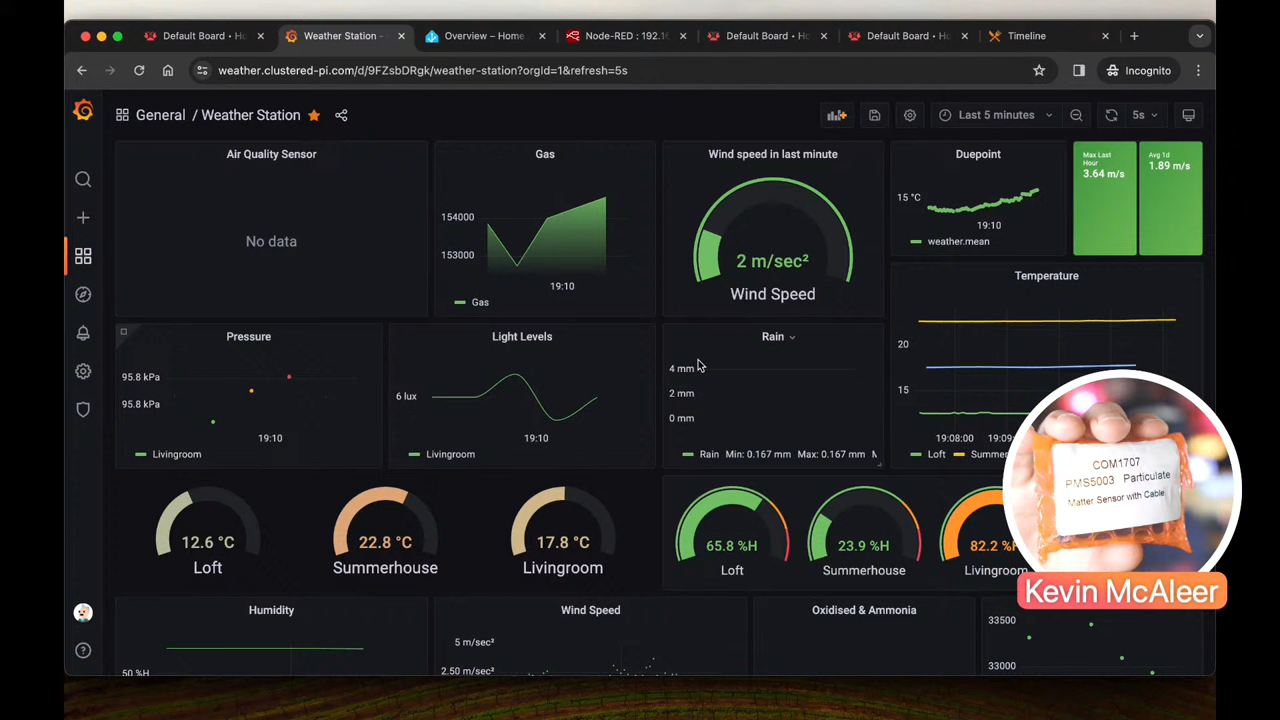 Default Board • Ho
Weather Station -
Overview – Home
Node-RED : 192.16
Default Board • Ho
Default Board • Ho
Timeline
weather.clustered-pi.com/d/9FZsbDRgk/weather-station?orgId=1&refresh=5s
Incognito
General / Weather Station
Last 5 minutes
5s
Air Quality Sensor
No data
Gas
154000
153000
19:10
Gas
Wind speed in last minute
2 m/sec²
Wind Speed
Duepoint
15 °C
19:10
weather.mean
Max Last
Hour
3.64 m/s
Avg 1d
1.89 m/s
Pressure
95.8 kPa
95.8 kPa
19:10
Livingroom
Light Levels
6 lux
19:10
Livingroom
Rain
4 mm
2 mm
0 mm
Rain Min: 0.167 mm Max: 0.167 mm M
Temperature
20
15
19:08:00 19:09:
Loft Summer
12.6 °C
Loft
22.8 °C
Summerhouse
17.8 °C
Livingroom
65.8 %H
Loft
23.9 %H
Summerhouse
82.2 %H
Livingroom
COM1707
PMS5003 Particulate
Matter Sensor with Cable
Kevin McAleer
Humidity
50 %H
Wind Speed
5 m/sec²
2.50 m/sec²
Oxidised & Ammonia
33500
33000